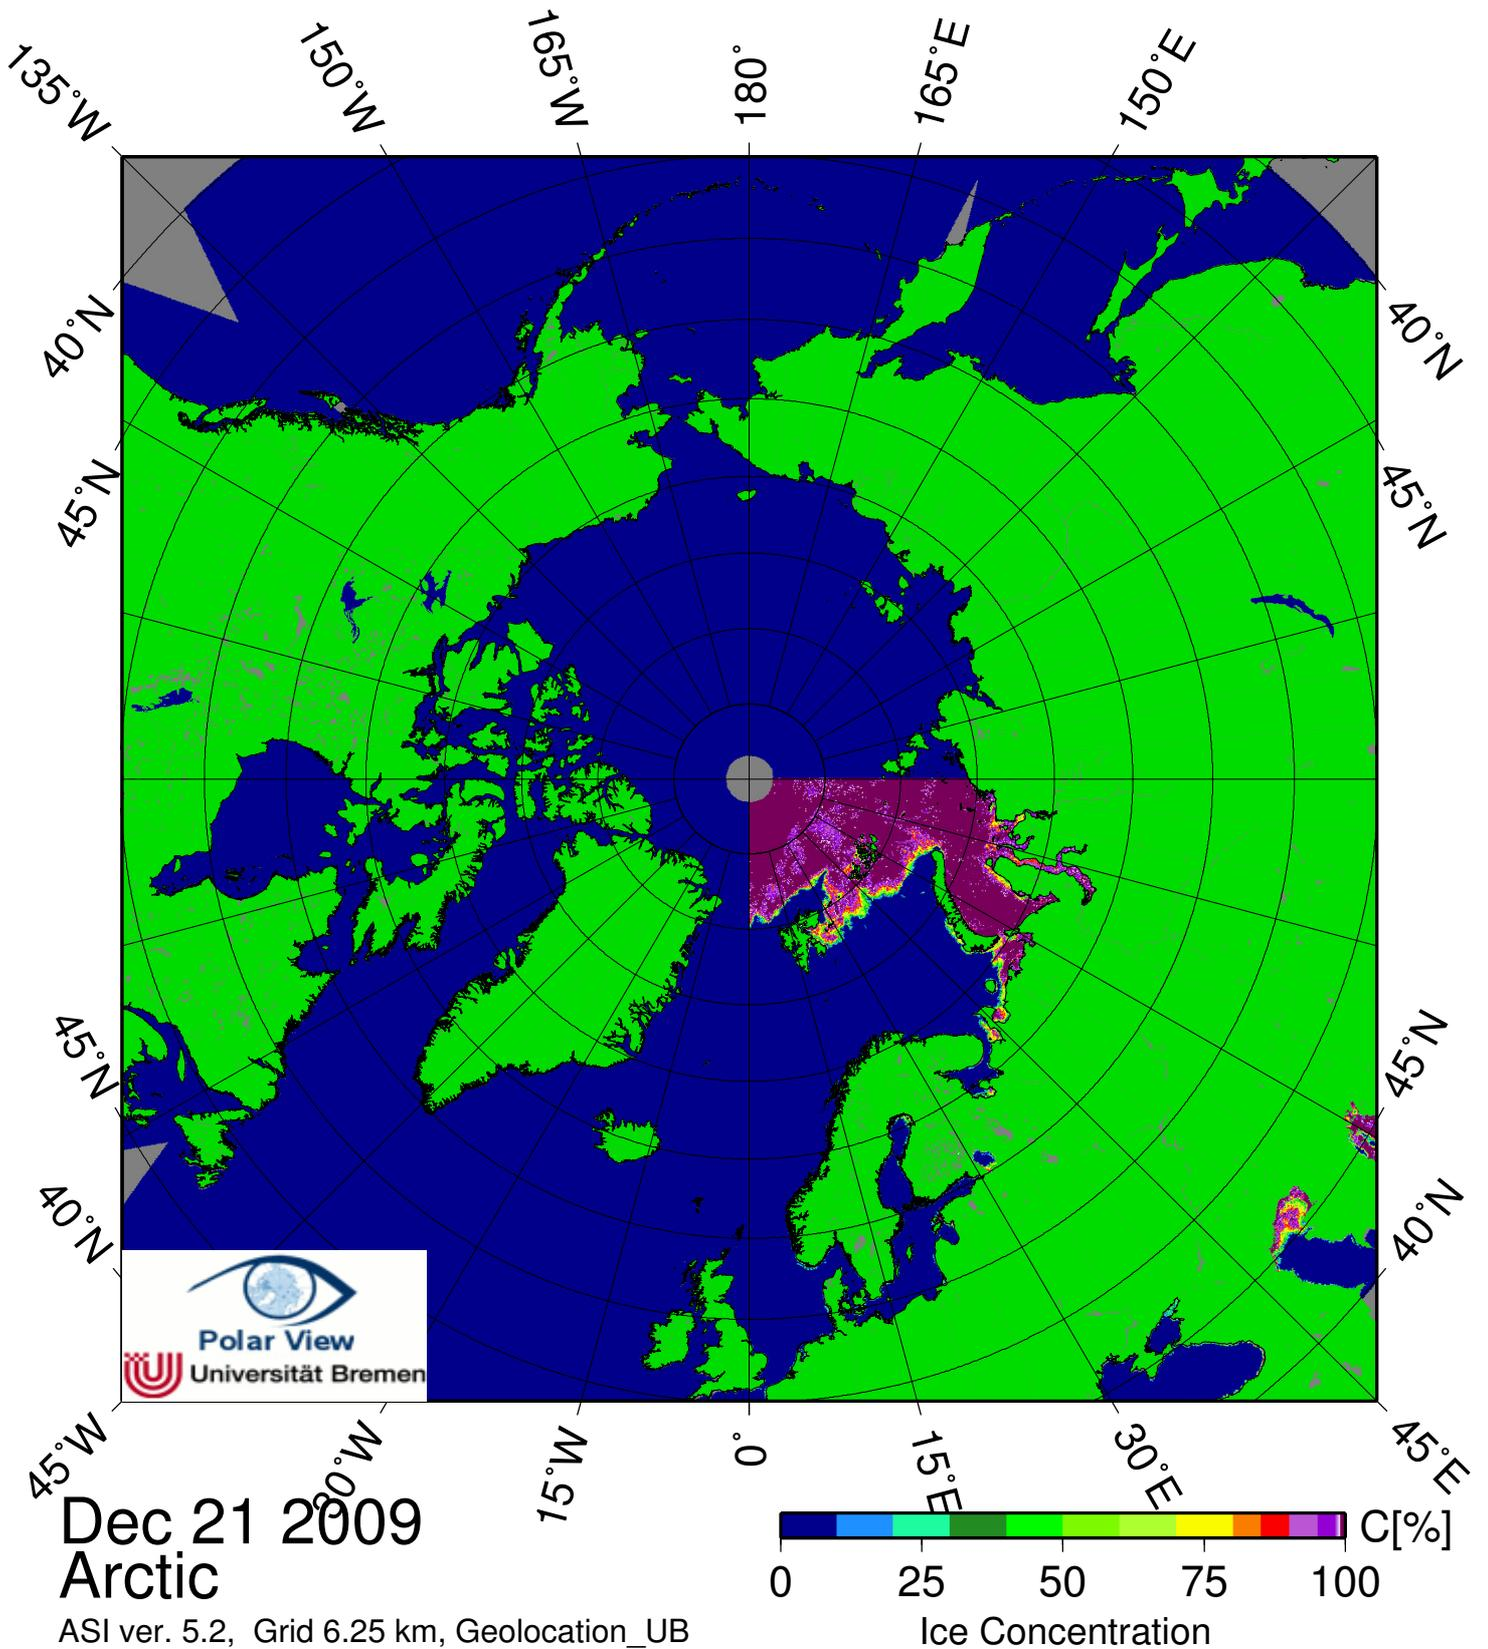 135°W 150°W 165°W 180° 165°E 150°E
40°N 40°N
45°N 45°N
45°N 45°N
40°N 40°N
Polar View
Universität Bremen
45°W 30°W 15°W 0° 15°E 30°E 45°E
Dec 21 2009
Arctic
ASI ver. 5.2, Grid 6.25 km, Geolocation_UB
C[%]
0 25 50 75 100
Ice Concentration